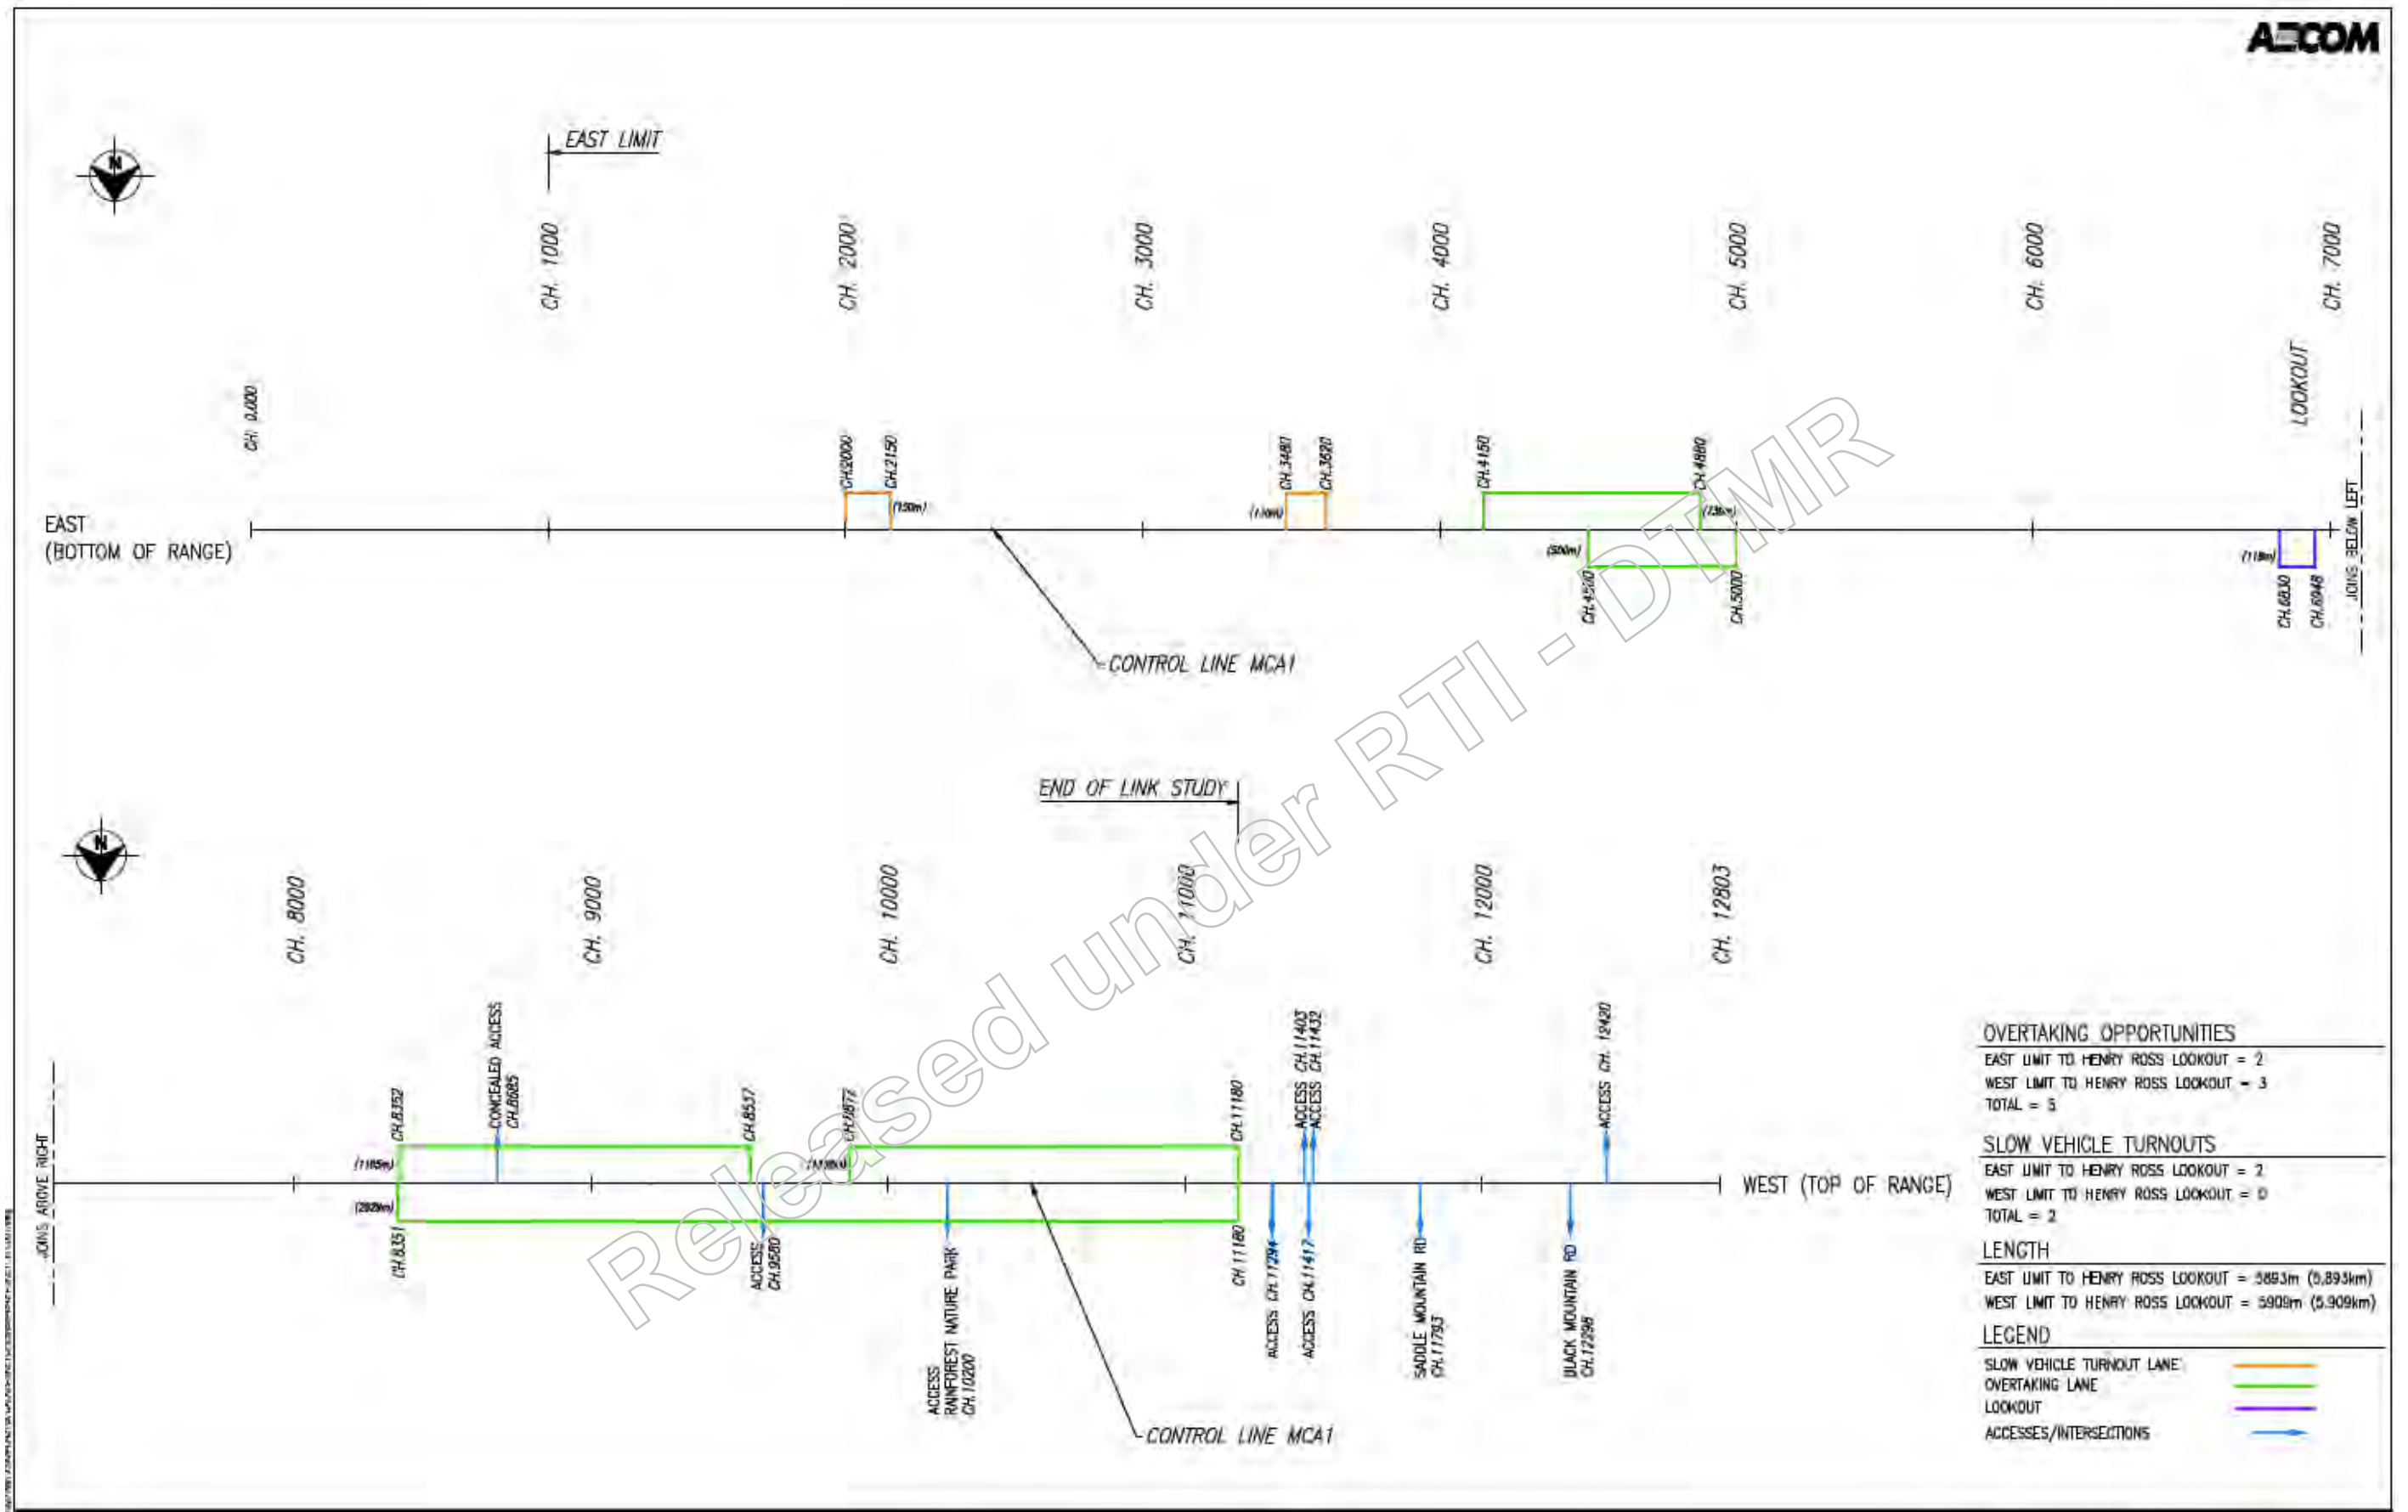 AECOM
EAST LIMIT
N
CH. 1000
CH. 2000
CH. 3000
CH. 4000
CH. 5000
CH. 6000
CH. 7000
CH. 0.000
LOOKOUT
CH.2000
CH.2150
(150m)
CH.3480
CH.3620
CH.4150
CH.4880
(730m)
EAST
(BOTTOM OF RANGE)
(500m)
CH.4500
CH.5000
(118m)
CH.6830
CH.6948
JOINS BELOW LEFT
CONTROL LINE MCA1
END OF LINK STUDY
N
CH. 8000
CH. 9000
CH. 10000
CH. 11000
CH. 12000
CH. 12803
JOINS ABOVE RIGHT
CH.8352
(1185m)
CONCEALED ACCESS
CH.8685
CH.9877
CH.11180
ACCESS CH.11403
ACCESS CH.11432
ACCESS CH. 12420
WEST (TOP OF RANGE)
(2829m)
CH.8351
ACCESS
CH.9580
ACCESS
RAINFOREST NATURE PARK
CH.10200
CH.11180
ACCESS CH.11294
ACCESS CH.11417
SADDLE MOUNTAIN RD
CH.11793
BLACK MOUNTAIN RD
CH.12298
CONTROL LINE MCA1
OVERTAKING OPPORTUNITIES
EAST LIMIT TO HENRY ROSS LOOKOUT = 2
WEST LIMIT TO HENRY ROSS LOOKOUT = 3
TOTAL = 5
SLOW VEHICLE TURNOUTS
EAST LIMIT TO HENRY ROSS LOOKOUT = 2
WEST LIMIT TO HENRY ROSS LOOKOUT = 0
TOTAL = 2
LENGTH
EAST LIMIT TO HENRY ROSS LOOKOUT = 5893m (5.893km)
WEST LIMIT TO HENRY ROSS LOOKOUT = 5909m (5.909km)
LEGEND
SLOW VEHICLE TURNOUT LANE
OVERTAKING LANE
LOOKOUT
ACCESSES/INTERSECTIONS
Released under RTI - DTMR